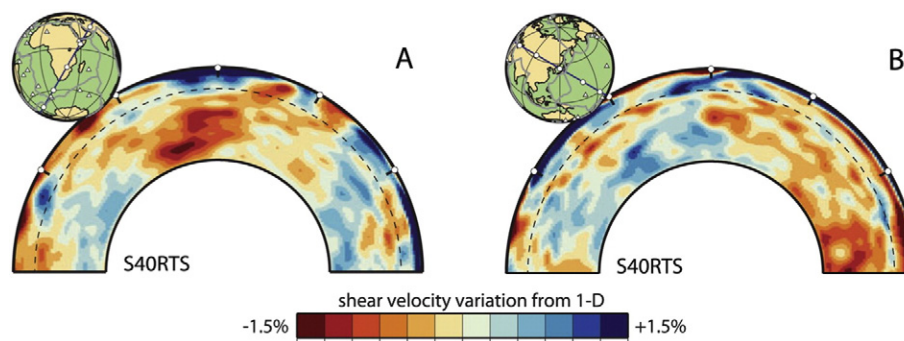 A
B
S40RTS
S40RTS
shear velocity variation from 1-D
-1.5%
+1.5%